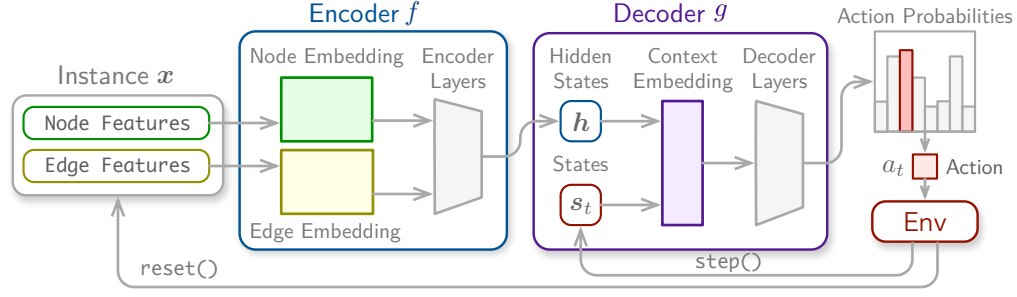 Encoder f
Decoder g
Action Probabilities
Instance x
Node Embedding
Encoder
Layers
Hidden
States
Context
Embedding
Decoder
Layers
Node Features
Edge Features
h
States
s_t
Edge Embedding
a_t
Action
Env
reset()
step()